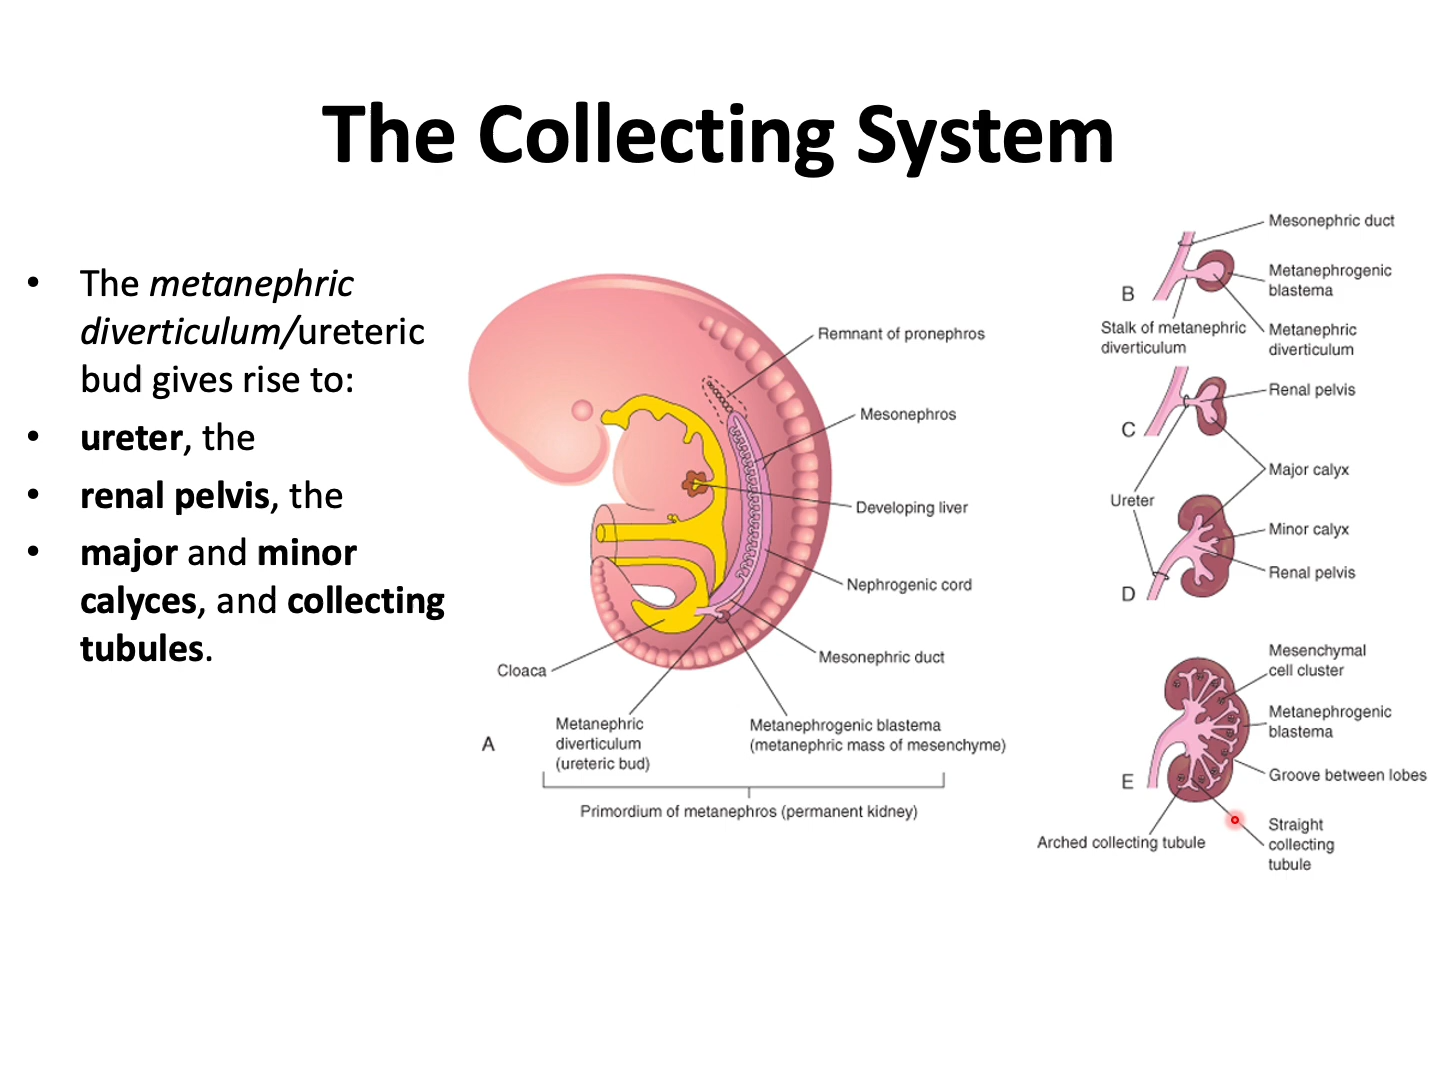 The Collecting System
• The metanephric
diverticulum/ureteric
bud gives rise to:
• ureter, the
• renal pelvis, the
• major and minor
calyces, and collecting
tubules.
Remnant of pronephros
Mesonephros
Developing liver
Nephrogenic cord
Mesonephric duct
Cloaca
Metanephric
diverticulum
(ureteric bud)
Metanephrogenic blastema
(metanephric mass of mesenchyme)
A
Primordium of metanephros (permanent kidney)
Mesonephric duct
Metanephrogenic
blastema
B
Stalk of metanephric
diverticulum
Metanephric
diverticulum
Renal pelvis
C
Major calyx
Ureter
Minor calyx
Renal pelvis
D
Mesenchymal
cell cluster
Metanephrogenic
blastema
Groove between lobes
E
Arched collecting tubule
Straight
collecting
tubule